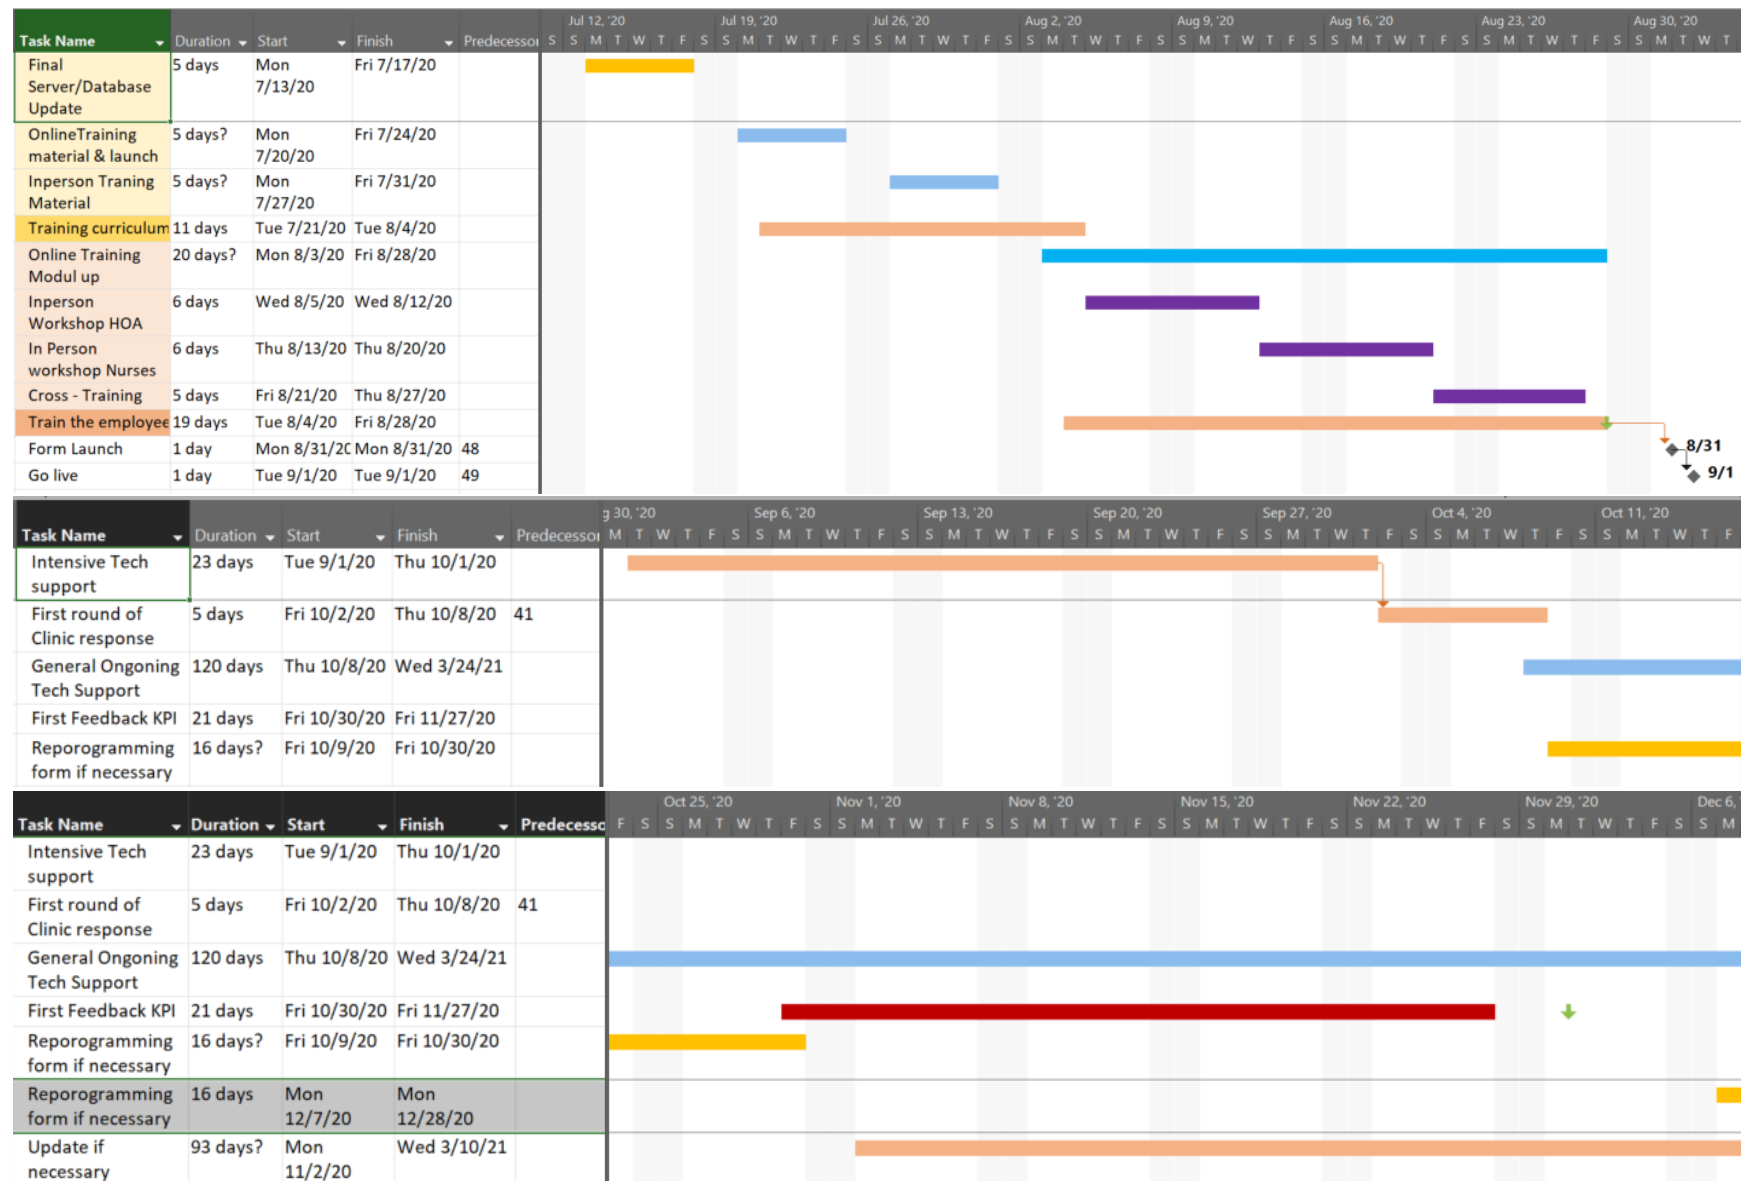 Jul 12, '20 Jul 19, '20 Jul 26, '20 Aug 2, '20 Aug 9, '20 Aug 16, '20 Aug 23, '20 Aug 30, '20
Task Name Duration Start Finish Predecessor S S M T W T F S S M T W T F S S M T W T F S S M T W T F S S M T W T F S S M T W T F S S M T W T F S S M T W T
Final 5 days Mon Fri 7/17/20
Server/Database 7/13/20
Update
OnlineTraining 5 days? Mon Fri 7/24/20
material & launch 7/20/20
Inperson Traning 5 days? Mon Fri 7/31/20
Material 7/27/20
Training curriculum 11 days Tue 7/21/20 Tue 8/4/20
Online Training 20 days? Mon 8/3/20 Fri 8/28/20
Modul up
Inperson 6 days Wed 8/5/20 Wed 8/12/20
Workshop HOA
In Person 6 days Thu 8/13/20 Thu 8/20/20
workshop Nurses
Cross - Training 5 days Fri 8/21/20 Thu 8/27/20
Train the employee 19 days Tue 8/4/20 Fri 8/28/20
Form Launch 1 day Mon 8/31/20 Mon 8/31/20 48 8/31
Go live 1 day Tue 9/1/20 Tue 9/1/20 49 9/1
g 30, '20 Sep 6, '20 Sep 13, '20 Sep 20, '20 Sep 27, '20 Oct 4, '20 Oct 11, '20
Task Name Duration Start Finish Predecessor M T W T F S S M T W T F S S M T W T F S S M T W T F S S M T W T F S S M T W T F S S M T W T F
Intensive Tech 23 days Tue 9/1/20 Thu 10/1/20
support
First round of 5 days Fri 10/2/20 Thu 10/8/20 41
Clinic response
General Ongoning 120 days Thu 10/8/20 Wed 3/24/21
Tech Support
First Feedback KPI 21 days Fri 10/30/20 Fri 11/27/20
Reporogramming 16 days? Fri 10/9/20 Fri 10/30/20
form if necessary
Oct 25, '20 Nov 1, '20 Nov 8, '20 Nov 15, '20 Nov 22, '20 Nov 29, '20 Dec 6,
Task Name Duration Start Finish Predecesso F S S M T W T F S S M T W T F S S M T W T F S S M T W T F S S M T W T F S S M T W T F S S M
Intensive Tech 23 days Tue 9/1/20 Thu 10/1/20
support
First round of 5 days Fri 10/2/20 Thu 10/8/20 41
Clinic response
General Ongoning 120 days Thu 10/8/20 Wed 3/24/21
Tech Support
First Feedback KPI 21 days Fri 10/30/20 Fri 11/27/20
Reporogramming 16 days? Fri 10/9/20 Fri 10/30/20
form if necessary
Reporogramming 16 days Mon Mon
form if necessary 12/7/20 12/28/20
Update if 93 days? Mon Wed 3/10/21
necessary 11/2/20